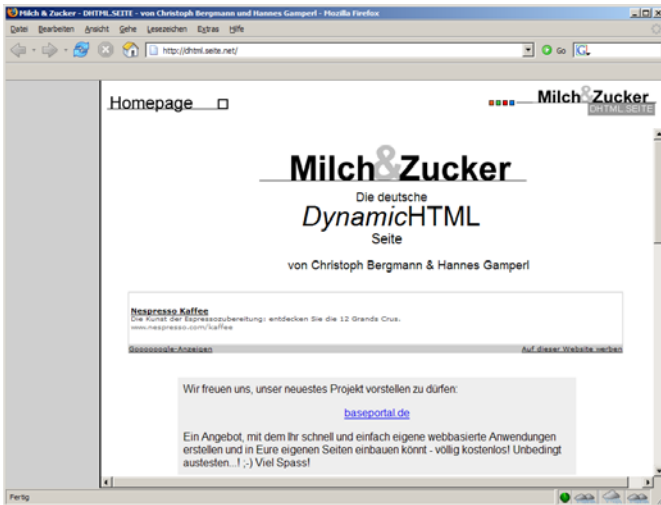 Milch & Zucker - DHTML.SEITE - von Christoph Bergmann und Hannes Gamperl - Mozilla Firefox
Datei Bearbeiten Ansicht Gehe Lesezeichen Extras Hilfe
http://dhtml.seite.net/ Go G
Homepage
Milch&Zucker
DHTML.SEITE
Milch&Zucker
Die deutsche
DynamicHTML
Seite
von Christoph Bergmann & Hannes Gamperl
Nespresso Kaffee
Die Kunst der Espressozubereitung: entdecken Sie die 12 Grands Crus.
www.nespresso.com/kaffee
Goooooogle-Anzeigen Auf dieser Website werben
Wir freuen uns, unser neuestes Projekt vorstellen zu dürfen:
baseportal.de
Ein Angebot, mit dem Ihr schnell und einfach eigene webbasierte Anwendungen
erstellen und in Eure eigenen Seiten einbauen könnt - völlig kostenlos! Unbedingt
austesten...! ;-) Viel Spass!
Fertig